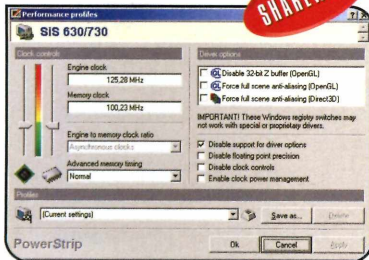 Performance profiles
SiS 630/730
Clock controls
Engine clock
125,28 MHz
Memory clock
100,23 MHz
Engine to memory clock ratio
Asynchronous clocks
Advanced memory timing
Normal
Driver options
Disable 32-bit Z buffer (OpenGL)
Force full scene anti-aliasing (OpenGL)
Force full scene anti-aliasing (Direct3D)
IMPORTANT! These Windows registry switches may
not work with special or proprietary drivers.
Disable support for driver options
Disable floating point precision
Disable clock controls
Enable clock power management
Profiles
(Current settings)
Save as...
Delete
PowerStrip
Ok
Cancel
Apply